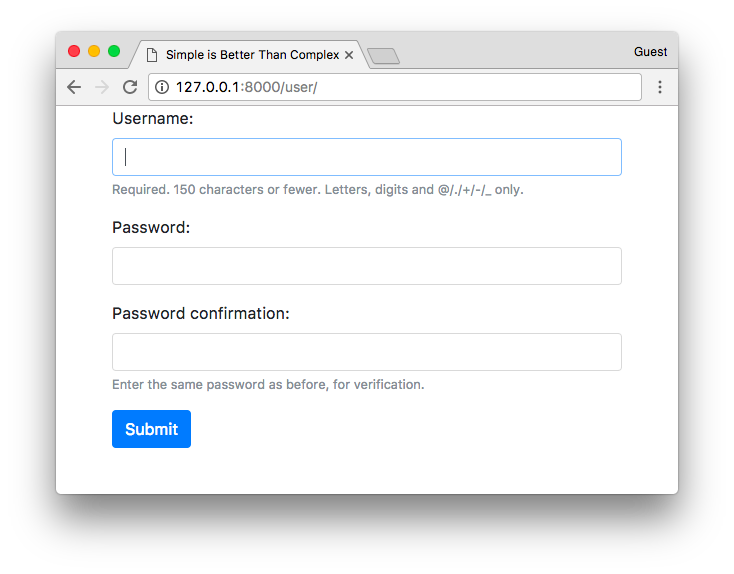 Simple is Better Than Complex
Guest
127.0.0.1:8000/user/
Username:
Required. 150 characters or fewer. Letters, digits and @/./+/-/_ only.
Password:
Password confirmation:
Enter the same password as before, for verification.
Submit